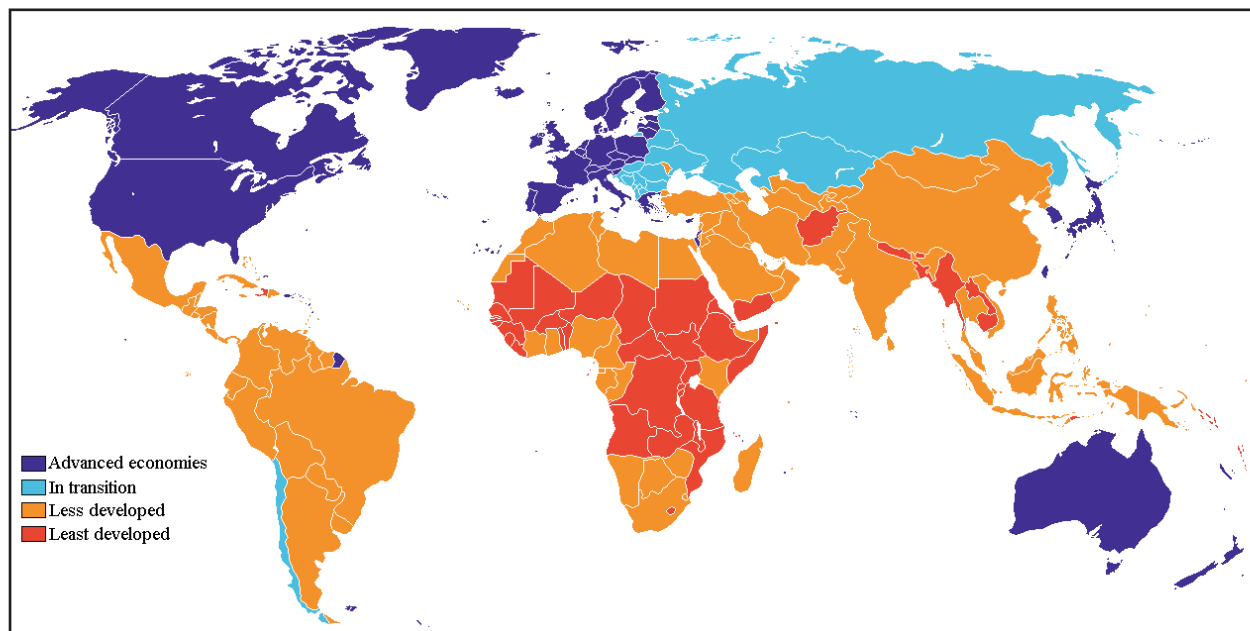 Advanced economies
In transition
Less developed
Least developed